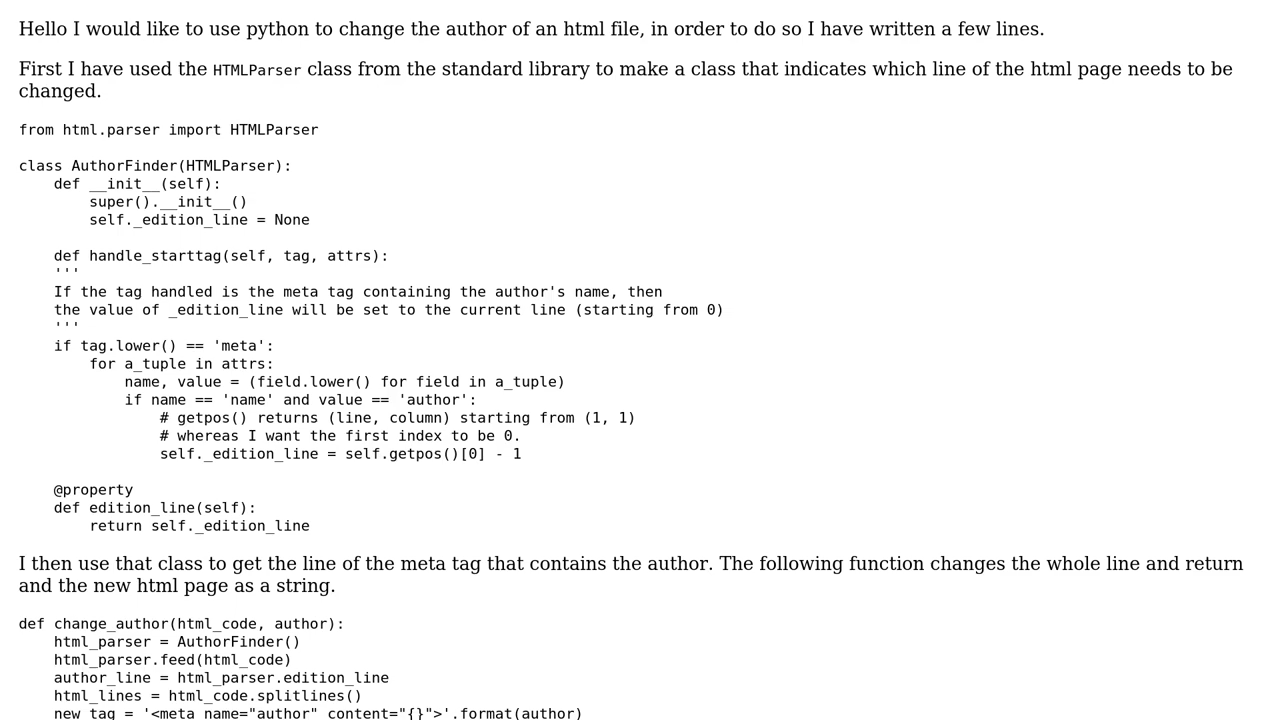 Hello I would like to use python to change the author of an html file, in order to do so I have written a few lines.
First I have used the HTMLParser class from the standard library to make a class that indicates which line of the html page needs to be
changed.
from html.parser import HTMLParser
class AuthorFinder(HTMLParser):
    def __init__(self):
        super().__init__()
        self._edition_line = None
    def handle_starttag(self, tag, attrs):
    '''
    If the tag handled is the meta tag containing the author's name, then
    the value of _edition_line will be set to the current line (starting from 0)
    '''
    if tag.lower() == 'meta':
        for a_tuple in attrs:
            name, value = (field.lower() for field in a_tuple)
            if name == 'name' and value == 'author':
                # getpos() returns (line, column) starting from (1, 1)
                # whereas I want the first index to be 0.
                self._edition_line = self.getpos()[0] - 1
    @property
    def edition_line(self):
        return self._edition_line
I then use that class to get the line of the meta tag that contains the author. The following function changes the whole line and return
and the new html page as a string.
def change_author(html_code, author):
    html_parser = AuthorFinder()
    html_parser.feed(html_code)
    author_line = html_parser.edition_line
    html_lines = html_code.splitlines()
    new_tag = '<meta name="author" content="{}">'.format(author)